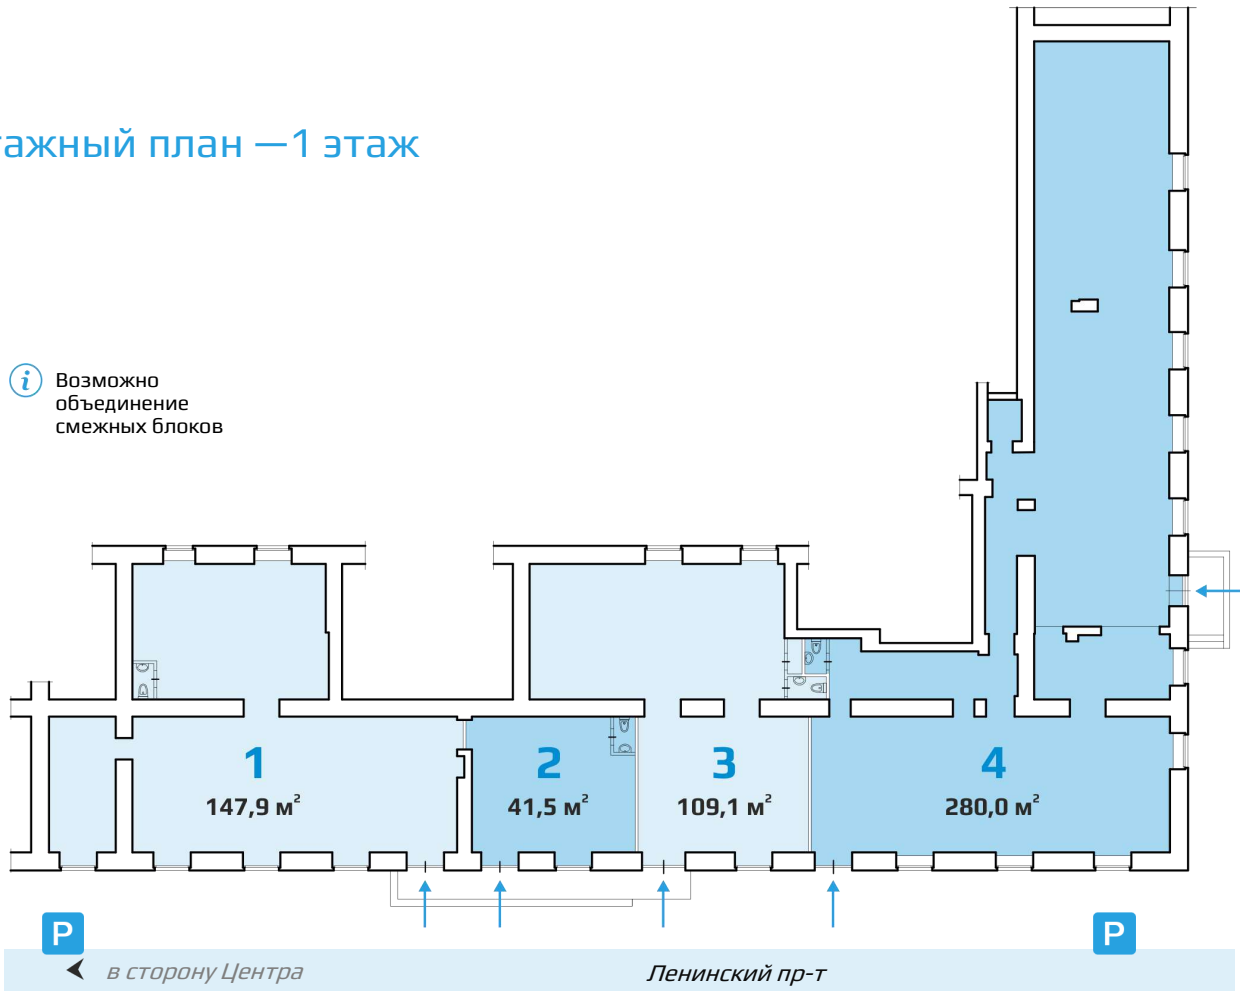 тажный план —1 этаж
i
Возможно
объединение
смежных блоков
1
147,9 м²
2
41,5 м²
3
109,1 м²
4
280,0 м²
P
P
в сторону Центра
Ленинский пр-т